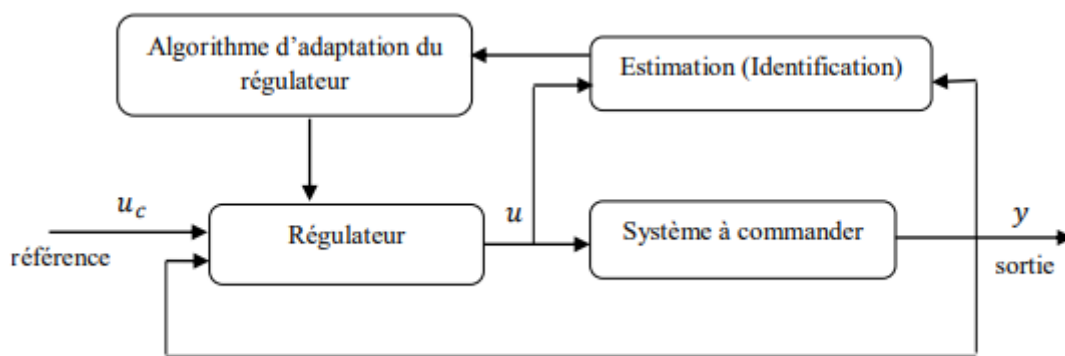 Algorithme d'adaptation du
régulateur
Estimation (Identification)
u_c
référence
Régulateur
u
Système à commander
y
sortie